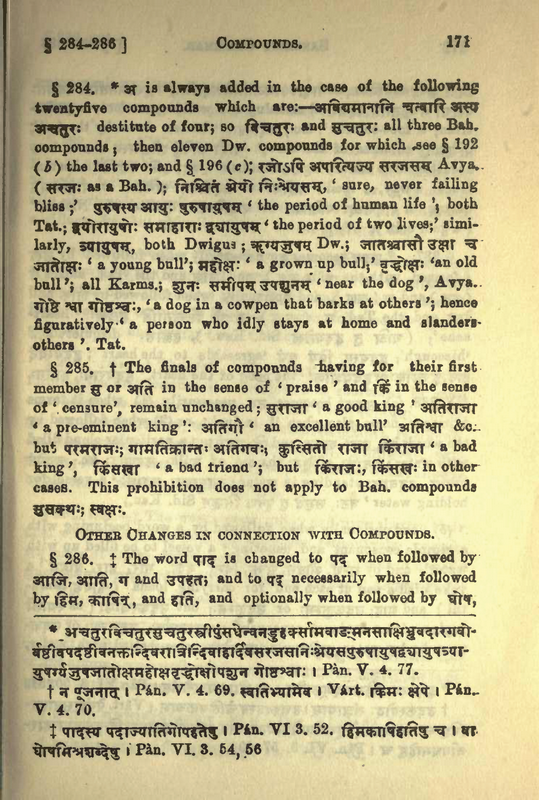 § 284-286 ] COMPOUNDS. 171
§ 284. * अ is always added in the case of the following
twentyfive compounds which are:—अविद्यमानानि चत्वारि अस्य
अचतुरः destitute of four; so विचतुरः and सुचतुरः all three Bah.
compounds; then eleven Dw. compounds for which see § 192
( b ) the last two; and § 196 ( c ); रजोऽपि अपरित्यज्य सरजसम् Avya.
( सरजः as a Bah. ); निश्चितं श्रेयो निःश्रेयसम्, ' sure, never failing
bliss ;' पुरुषस्य आयुः पुरुषायुषम् ' the period of human life '; both
Tat.; द्वयोरायुषोः समाहारः द्व्यायुषम् ' the period of two lives;' simi-
larly, त्र्यायुषम्, both Dwigus ; ऋग्यजुषम् Dw.; जातश्चासौ उक्षा च
जातोक्षः ' a young bull'; महोक्षः ' a grown up bull,' वृद्धोक्षः 'an old
bull'; all Karms.; शुनः समीपम् उपशुनम् ' near the dog ', Avya.
गोष्ठे श्वा गोष्ठश्वः, ' a dog in a cowpen that barks at others '; hence
figuratively ' a person who idly stays at home and slanders
others '. Tat.
§ 285. † The finals of compounds having for their first
member सु or अति in the sense of ' praise ' and किं in the sense
of ' censure', remain unchanged ; सुराजा ' a good king ' अतिराजा
' a pre-eminent king ': अतिगौ ' an excellent bull' अतिश्वा &c.
but परमराजः; गामतिक्रान्तः अतिगवः; कुत्सितो राजा किंराजा ' a bad
king', किंसखा ' a bad friend '; but किंराजः, किंसखः in other
cases. This prohibition does not apply to Bah. compounds
सुसक्थः; स्वक्षः.
OTHER CHANGES IN CONNECTION WITH COMPOUNDS.
§ 286. ‡ The word पाद is changed to पद when followed by
आजि, आति, ग and उपहत; and to पद् necessarily when followed
by हिम, काषिन्, and हति, and optionally when followed by घोष,
* अचतुरविचतुरसुचतुरस्त्रीपुंसधेन्वनडुहर्क्सामवाङ्मनसाक्षिभ्रुवदारगवो-
र्वष्ठीवपदष्ठीवनक्तन्दिवरात्रिन्दिवाहर्दिवसरजसनिःश्रेयसपुरुषायुषद्व्यायुषत्र्या-
युषर्ग्यजुषजातोक्षमहोक्षवृद्धोक्षोपशुन गोष्ठश्वाः । Pàn. V. 4. 77.
† न पूजनाद् । Pán. V. 4. 69. स्वतिभ्यामेव । Várt. किमः क्षेपे । Pán.
V. 4. 70.
‡ पादस्य पदाज्यातिगोपहतेषु । Pán. VI 3. 52. हिमकाषिहतिषु च । वा
घोषमिश्रशब्देषु । Pàn. VI. 3. 54, 56